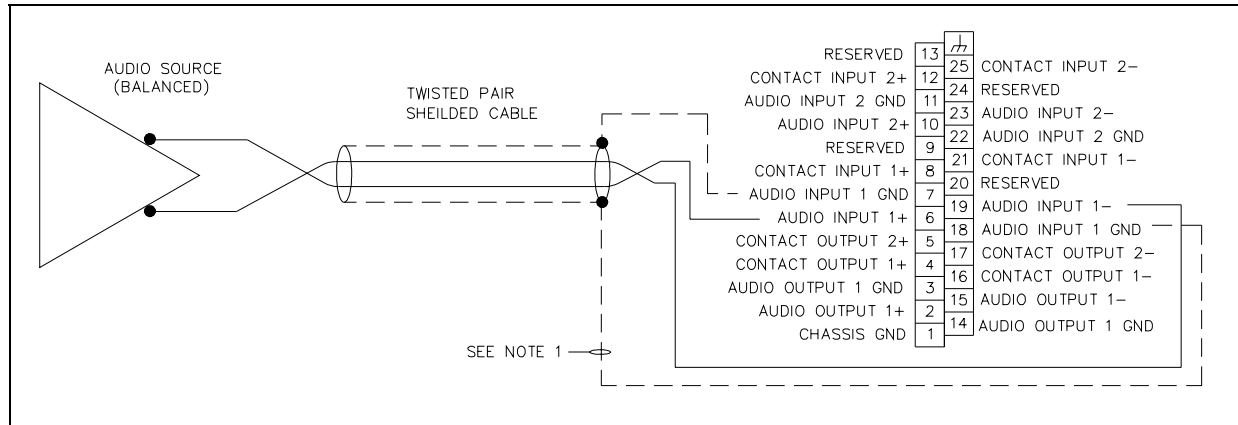 AUDIO SOURCE
(BALANCED)
TWISTED PAIR
SHEILDED CABLE
SEE NOTE 1
RESERVED 13
CONTACT INPUT 2+ 12
AUDIO INPUT 2 GND 11
AUDIO INPUT 2+ 10
RESERVED 9
CONTACT INPUT 1+ 8
AUDIO INPUT 1 GND 7
AUDIO INPUT 1+ 6
CONTACT OUTPUT 2+ 5
CONTACT OUTPUT 1+ 4
AUDIO OUTPUT 1 GND 3
AUDIO OUTPUT 1+ 2
CHASSIS GND 1
25 CONTACT INPUT 2-
24 RESERVED
23 AUDIO INPUT 2-
22 AUDIO INPUT 2 GND
21 CONTACT INPUT 1-
20 RESERVED
19 AUDIO INPUT 1-
18 AUDIO INPUT 1 GND
17 CONTACT OUTPUT 2-
16 CONTACT OUTPUT 1-
15 AUDIO OUTPUT 1-
14 AUDIO OUTPUT 1 GND